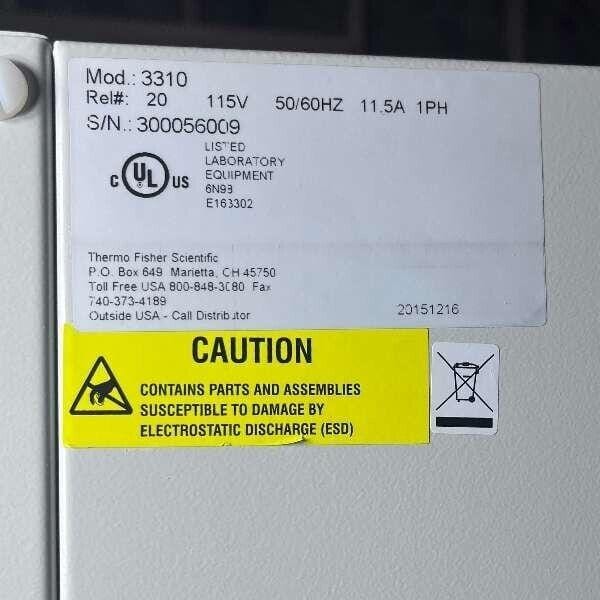 Mod.: 3310
Rel#: 20 115V 50/60HZ 11.5A 1PH
S/N.: 300056009
C UL US
LISTED
LABORATORY
EQUIPMENT
6N93
E163302
Thermo Fisher Scientific
P.O. Box 649 Marietta, OH 45750
Toll Free USA 800-848-3080 Fax
740-373-4189
Outside USA - Call Distributor
20151216
CAUTION
CONTAINS PARTS AND ASSEMBLIES
SUSCEPTIBLE TO DAMAGE BY
ELECTROSTATIC DISCHARGE (ESD)